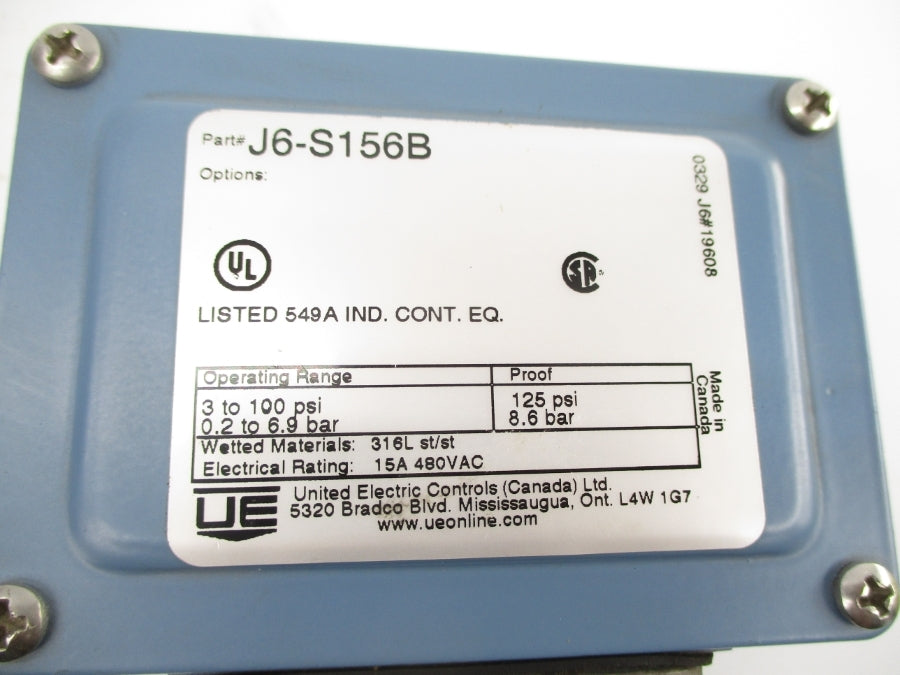 Part# J6-S156B
Options:
0329 J6#19608
UL
SA
LISTED 549A IND. CONT. EQ.
Operating Range Proof
3 to 100 psi 125 psi
0.2 to 6.9 bar 8.6 bar
Wetted Materials: 316L st/st
Electrical Rating: 15A 480VAC
Made in
Canada
UE
United Electric Controls (Canada) Ltd.
5320 Bradco Blvd. Mississaugua, Ont. L4W 1G7
www.ueonline.com